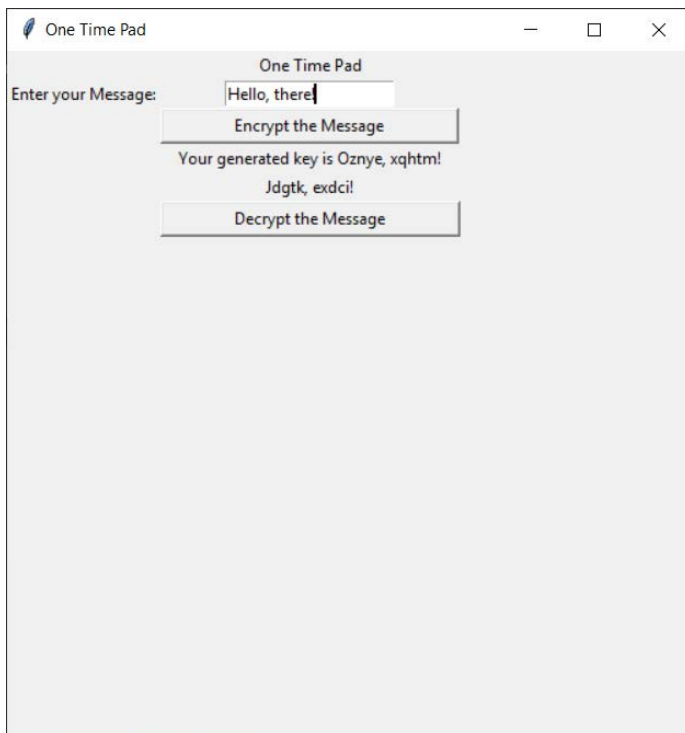 One Time Pad
One Time Pad
Enter your Message: Hello, there!
Encrypt the Message
Your generated key is Oznye, xqhtm!
Jdgtk, exdci!
Decrypt the Message